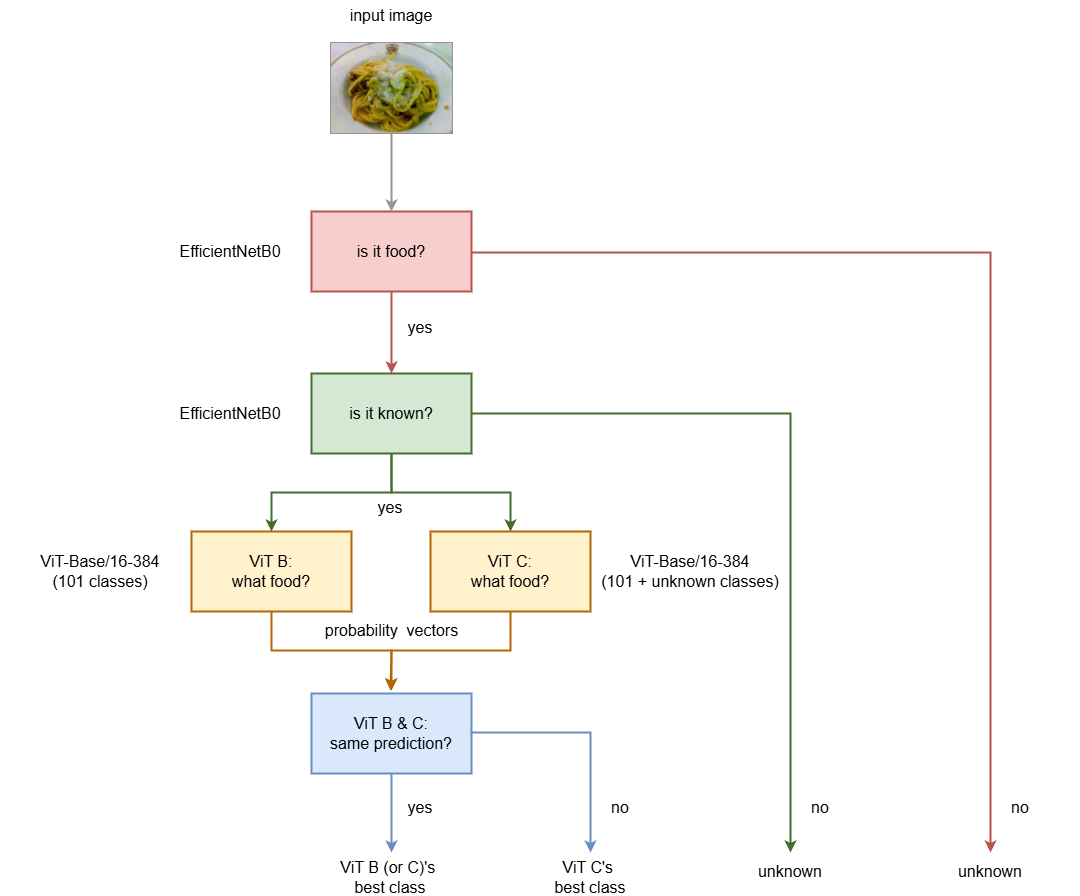 input image
EfficientNetB0
is it food?
yes
EfficientNetB0
is it known?
yes
ViT-Base/16-384
(101 classes)
ViT B:
what food?
ViT C:
what food?
ViT-Base/16-384
(101 + unknown classes)
probability vectors
ViT B & C:
same prediction?
yes
no
no
no
ViT B (or C)'s
best class
ViT C's
best class
unknown
unknown